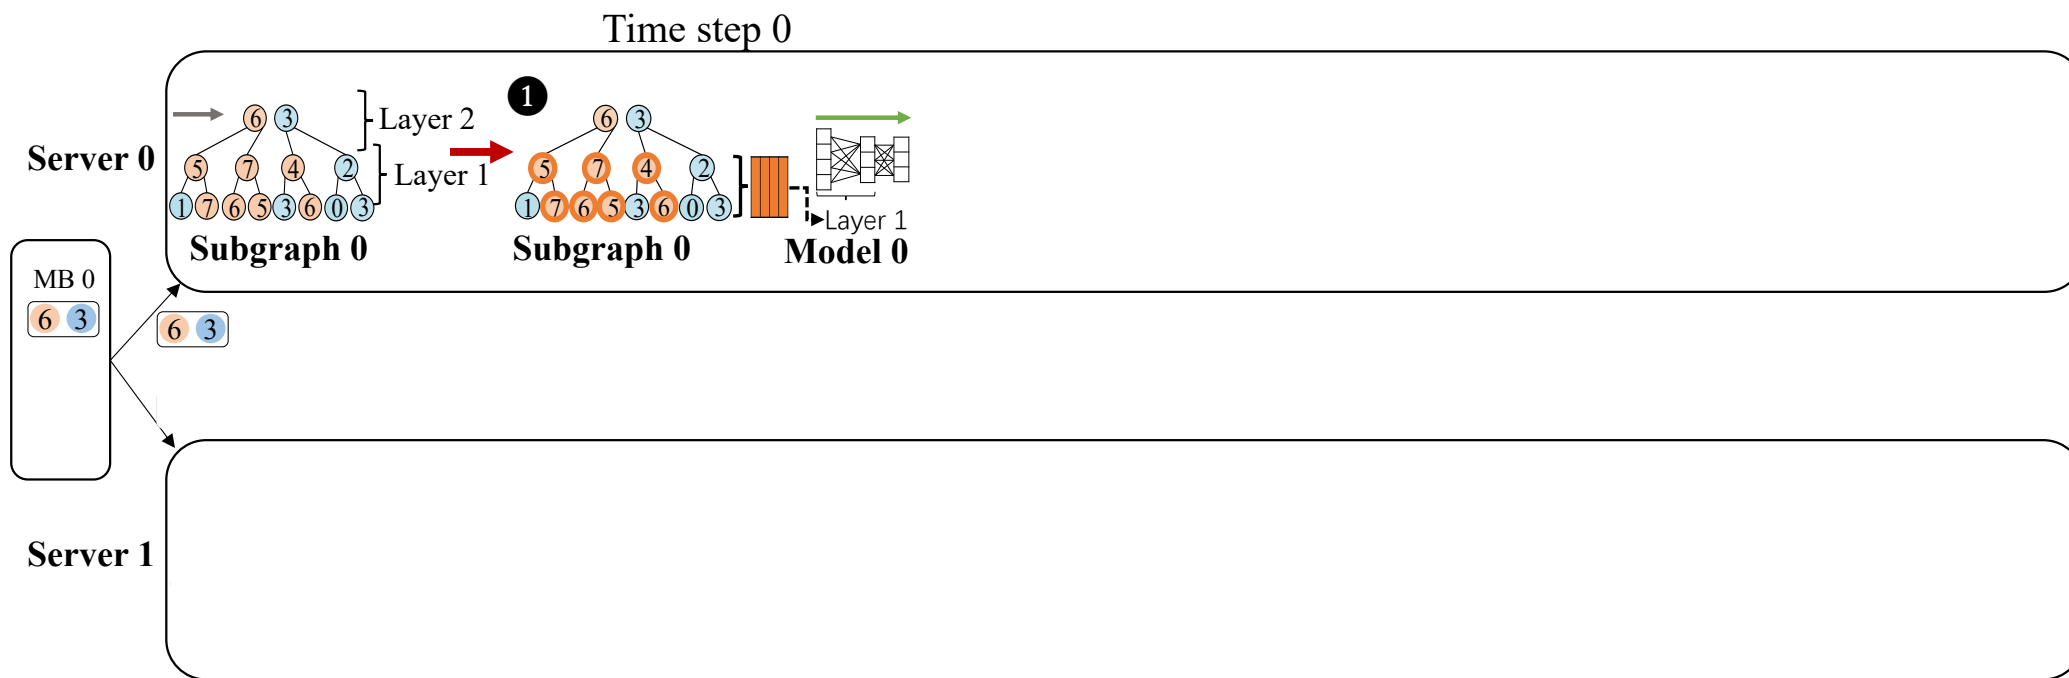 Time step 0
Server 0
6 3
5 7 4 2
1 7 6 5 3 6 0 3
Layer 2
Layer 1
Subgraph 0
1
6 3
5 7 4 2
1 7 6 5 3 6 0 3
Subgraph 0
Layer 1
Model 0
MB 0
6 3
6 3
Server 1